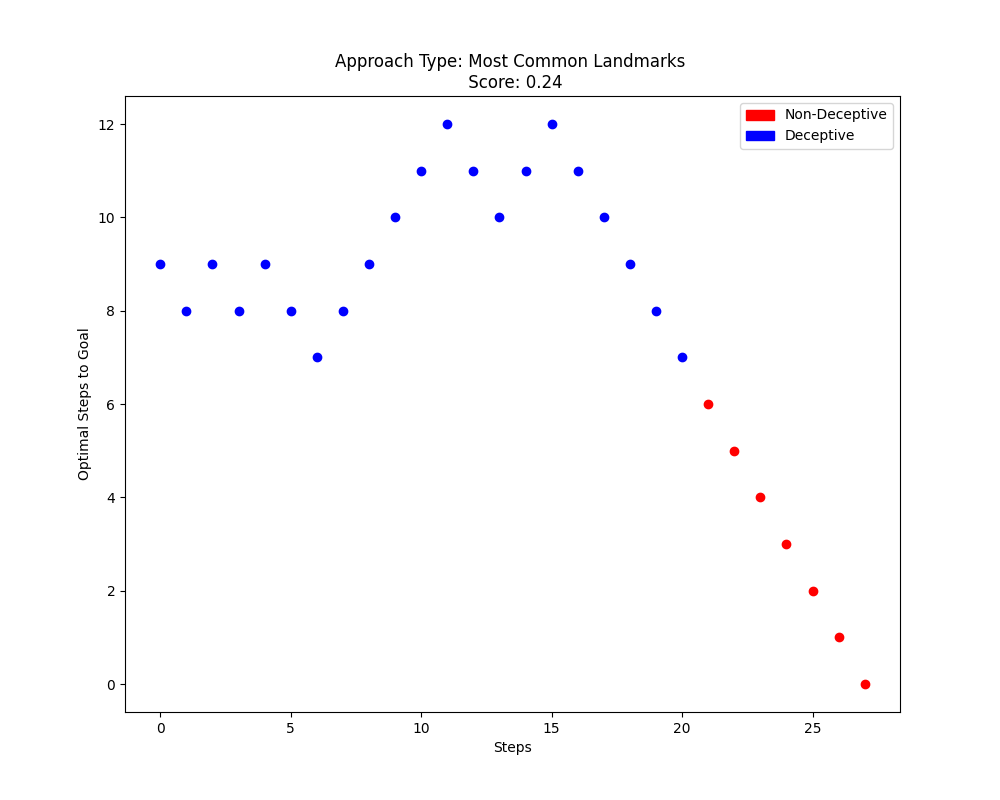 Approach Type: Most Common Landmarks
Score: 0.24
Non-Deceptive
Deceptive
12
10
8
6
4
2
0
Optimal Steps to Goal
0 5 10 15 20 25
Steps